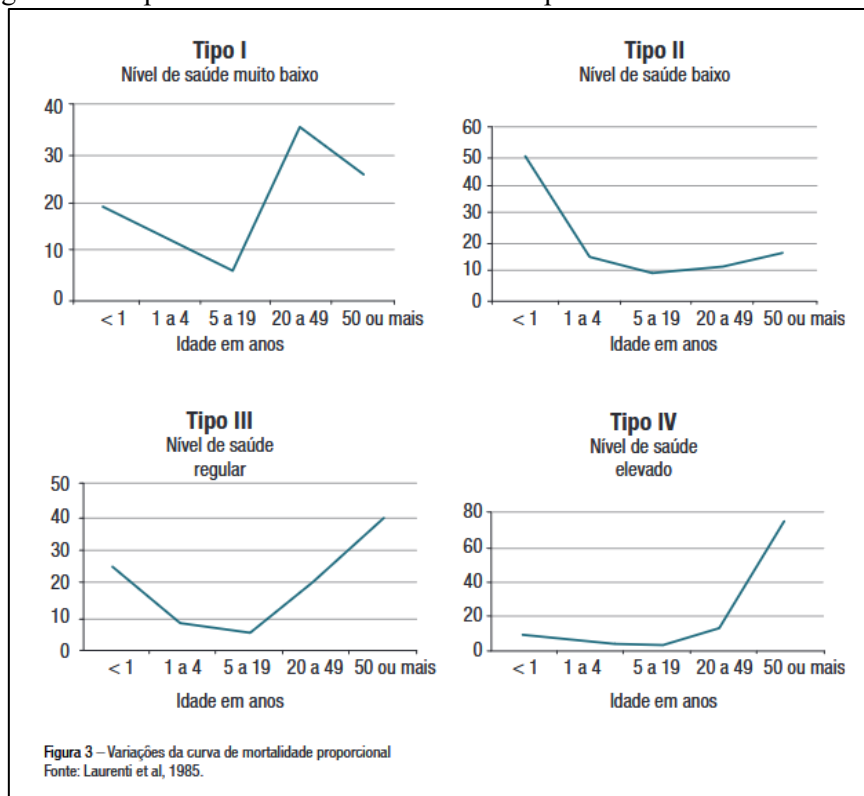 Tipo I
Nível de saúde muito baixo
40
30
20
10
0
< 1 1 a 4 5 a 19 20 a 49 50 ou mais
Idade em anos
Tipo II
Nível de saúde baixo
60
50
40
30
20
10
0
< 1 1 a 4 5 a 19 20 a 49 50 ou mais
Idade em anos
Tipo III
Nível de saúde
regular
50
40
30
20
10
0
< 1 1 a 4 5 a 19 20 a 49 50 ou mais
Idade em anos
Tipo IV
Nível de saúde
elevado
80
60
40
20
0
< 1 1 a 4 5 a 19 20 a 49 50 ou mais
Idade em anos
Figura 3 – Variações da curva de mortalidade proporcional
Fonte: Laurenti et al, 1985.